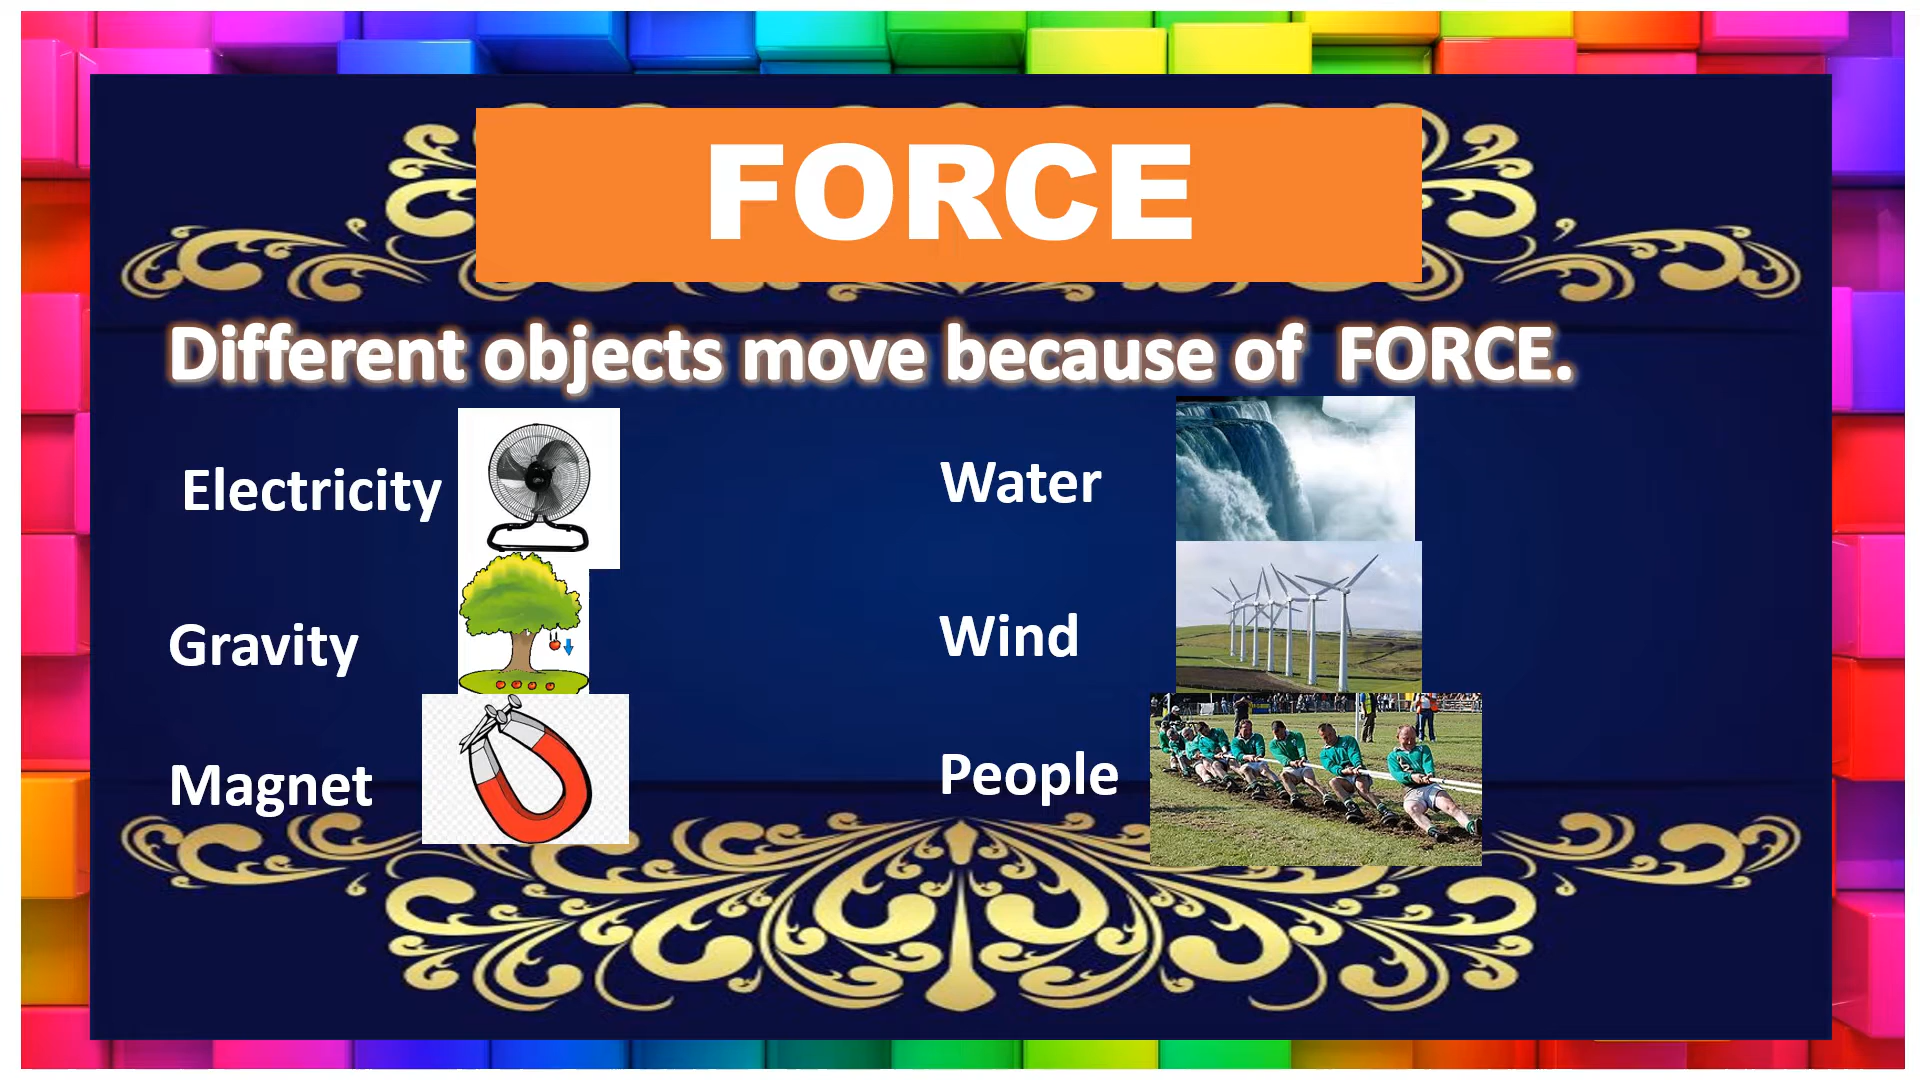 FORCE
Different objects move because of FORCE.
Electricity
Gravity
Magnet
Water
Wind
People